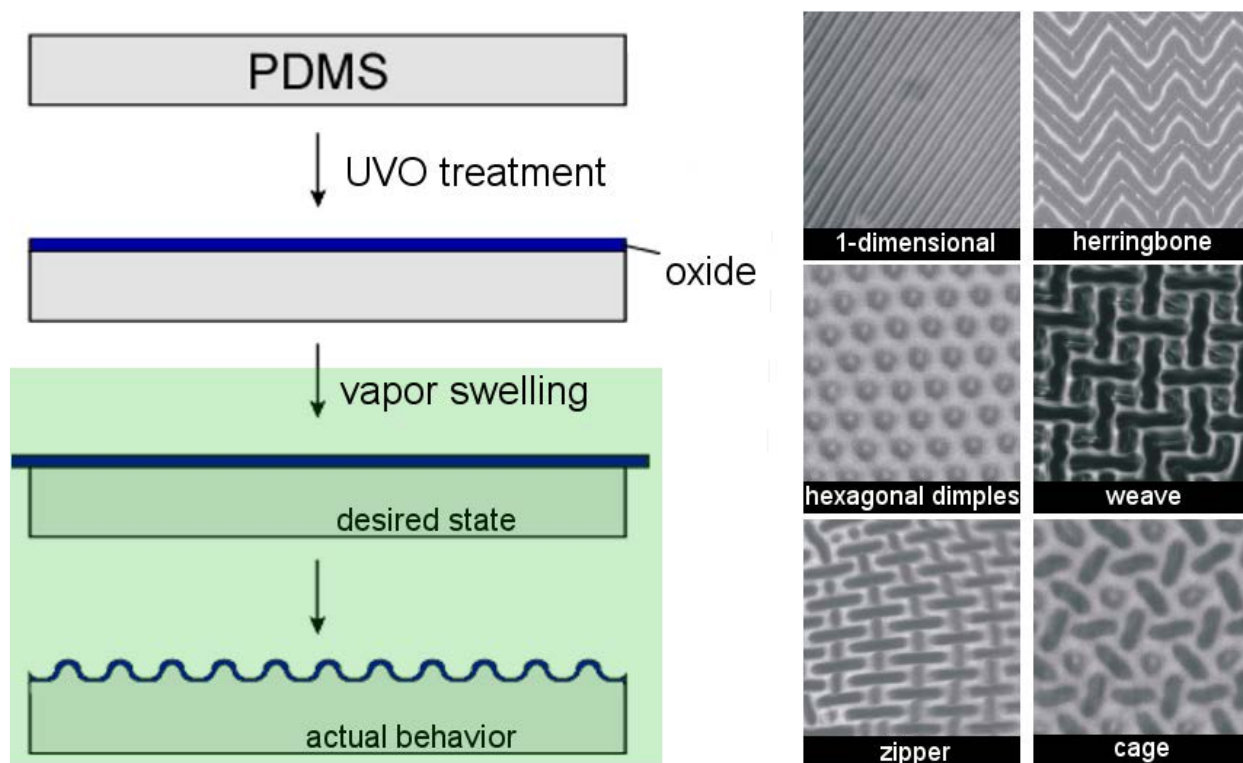 PDMS
UVO treatment
oxide
vapor swelling
desired state
actual behavior
1-dimensional
herringbone
hexagonal dimples
weave
zipper
cage